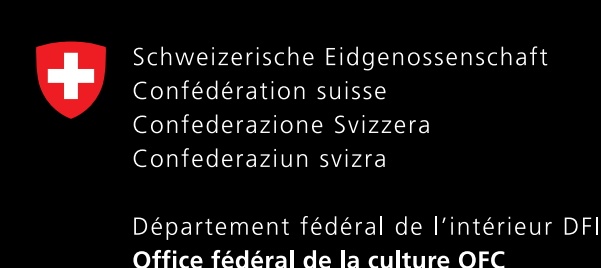 Schweizerische Eidgenossenschaft
Confédération suisse
Confederazione Svizzera
Confederaziun svizra
Département fédéral de l'intérieur DFI
Office fédéral de la culture OFC